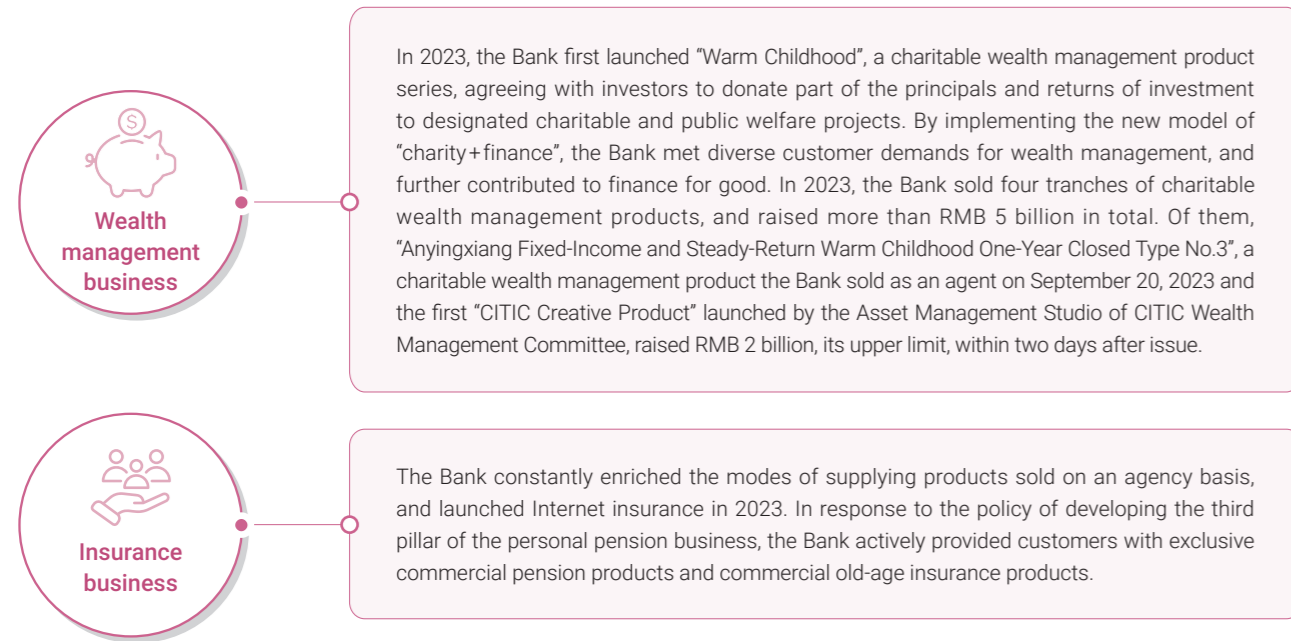 In 2023, the Bank first launched “Warm Childhood”, a charitable wealth management product
series, agreeing with investors to donate part of the principals and returns of investment
to designated charitable and public welfare projects. By implementing the new model of
“charity+finance”, the Bank met diverse customer demands for wealth management, and
further contributed to finance for good. In 2023, the Bank sold four tranches of charitable
wealth management products, and raised more than RMB 5 billion in total. Of them,
“Anyingxiang Fixed-Income and Steady-Return Warm Childhood One-Year Closed Type No.3”, a
charitable wealth management product the Bank sold as an agent on September 20, 2023 and
the first “CITIC Creative Product” launched by the Asset Management Studio of CITIC Wealth
Management Committee, raised RMB 2 billion, its upper limit, within two days after issue.
$
Wealth
management
business
The Bank constantly enriched the modes of supplying products sold on an agency basis,
and launched Internet insurance in 2023. In response to the policy of developing the third
pillar of the personal pension business, the Bank actively provided customers with exclusive
commercial pension products and commercial old-age insurance products.
Insurance
business